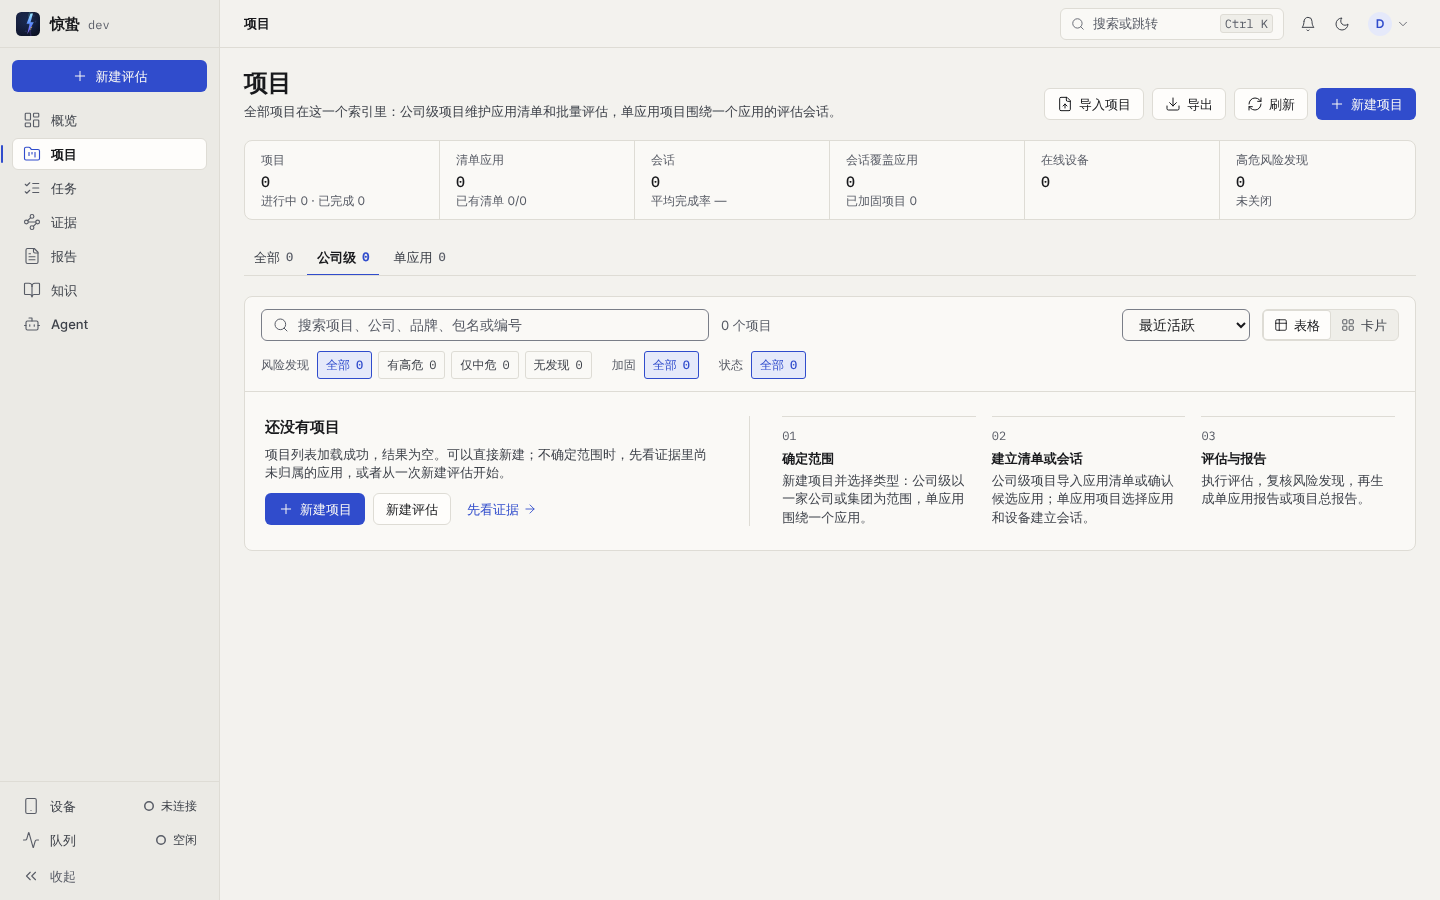 惊蛰 dev
新建评估
概览
项目
任务
证据
报告
知识
Agent
设备 未连接
队列 空闲
收起
项目
搜索或跳转 Ctrl K
D
项目
全部项目在这一个索引里：公司级项目维护应用清单和批量评估，单应用项目围绕一个应用的评估会话。
导入项目 导出 刷新 新建项目
项目
0
进行中 0 · 已完成 0
清单应用
0
已有清单 0/0
会话
0
平均完成率 —
会话覆盖应用
0
已加固项目 0
在线设备
0
高危风险发现
0
未关闭
全部 0 公司级 0 单应用 0
搜索项目、公司、品牌、包名或编号 0 个项目 最近活跃 表格 卡片
风险发现 全部 0 有高危 0 仅中危 0 无发现 0 加固 全部 0 状态 全部 0
还没有项目
项目列表加载成功，结果为空。可以直接新建；不确定范围时，先看证据里尚
未归属的应用，或者从一次新建评估开始。
新建项目 新建评估 先看证据
01
确定范围
新建项目并选择类型：公司级以
一家公司或集团为范围，单应用
围绕一个应用。
02
建立清单或会话
公司级项目导入应用清单或确认
候选应用；单应用项目选择应用
和设备建立会话。
03
评估与报告
执行评估，复核风险发现，再生
成单应用报告或项目总报告。